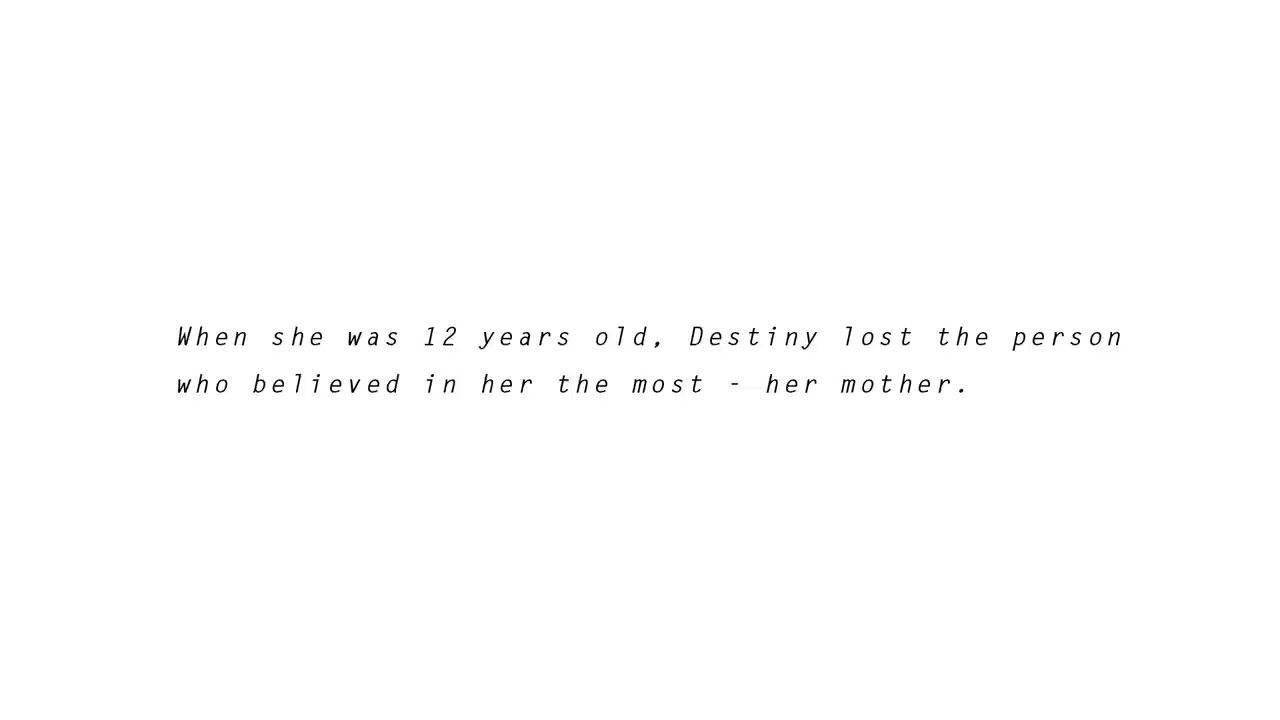 When she was 12 years old, Destiny lost the person
who believed in her the most - her mother.